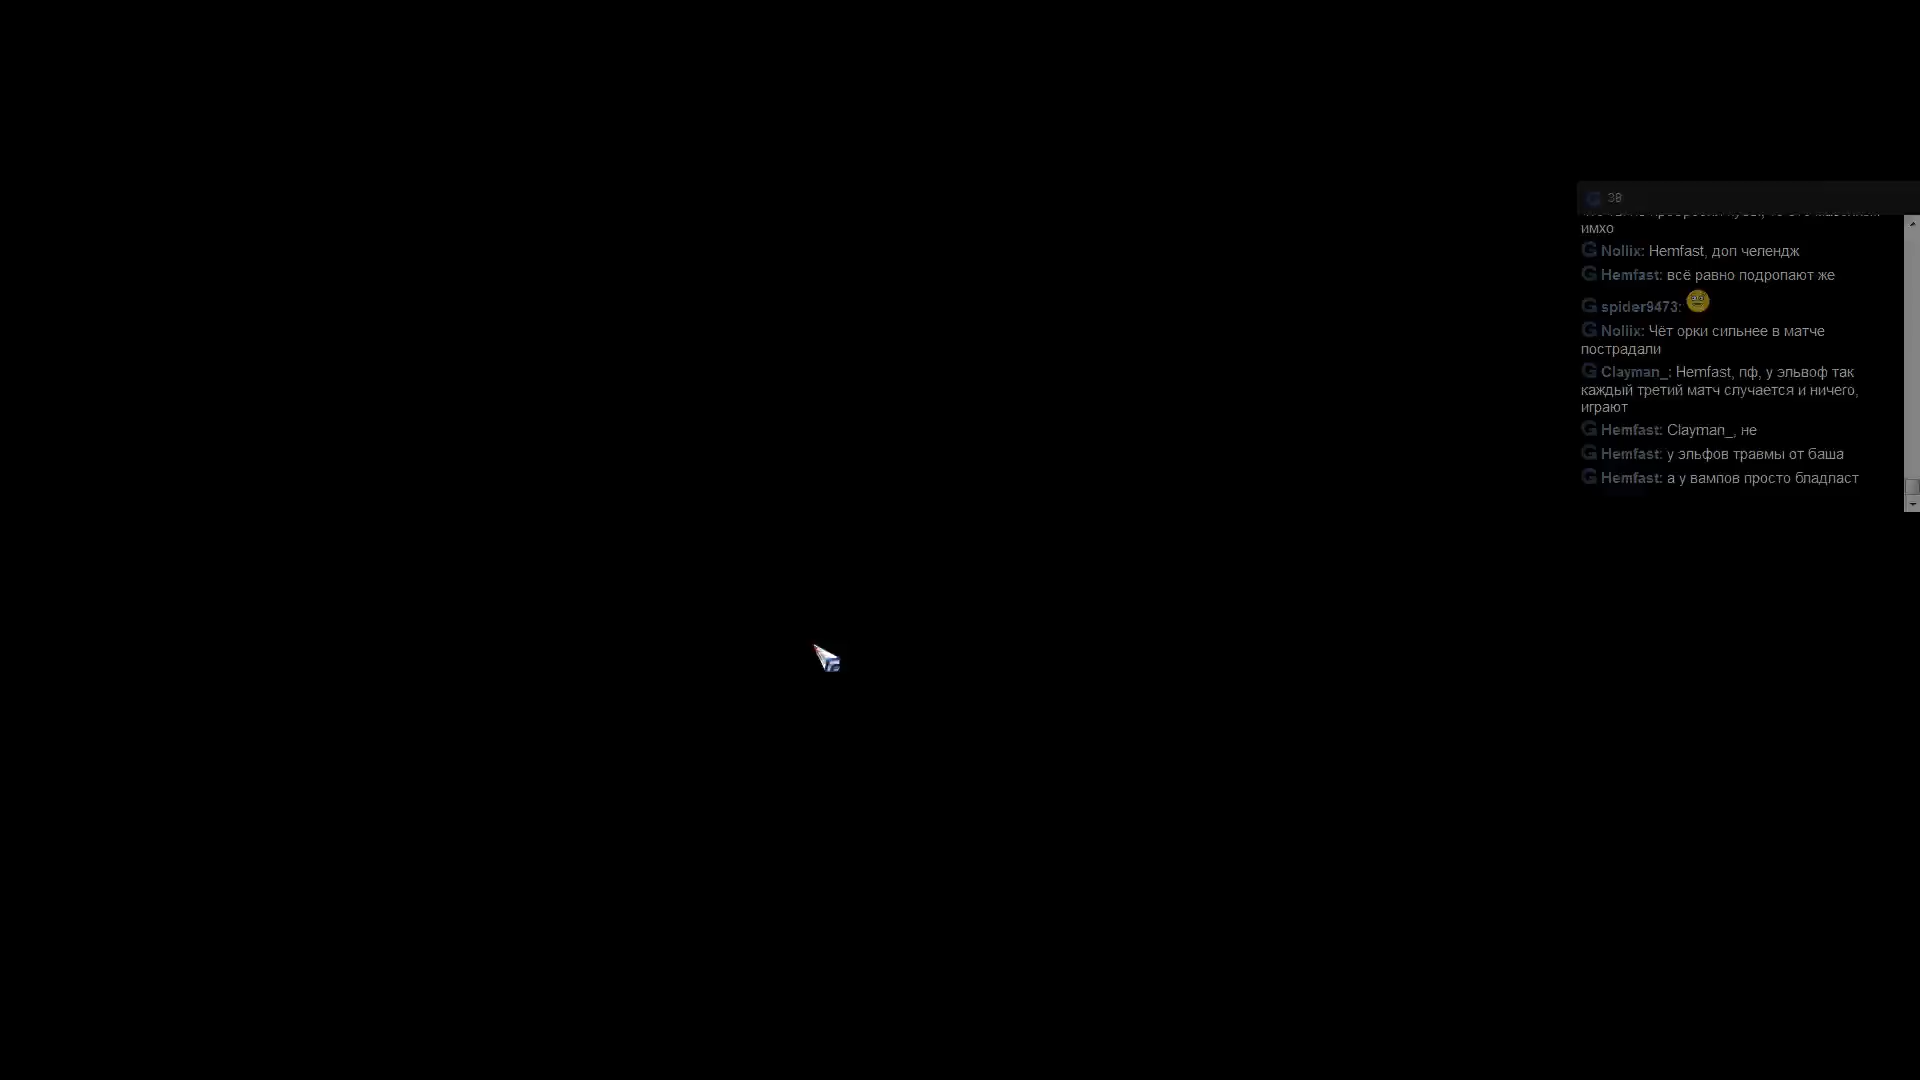 38
имхо
Nollix: Hemfast, доп челендж
Hemfast: всё равно подропают же
spider9473:
Nollix: Чёт орки сильнее в матче
пострадали
Clayman_: Hemfast, пф, у эльвоф так
каждый третий матч случается и ничего,
играют
Hemfast: Clayman_, не
Hemfast: у эльфов травмы от баша
Hemfast: а у вампов просто бладласт